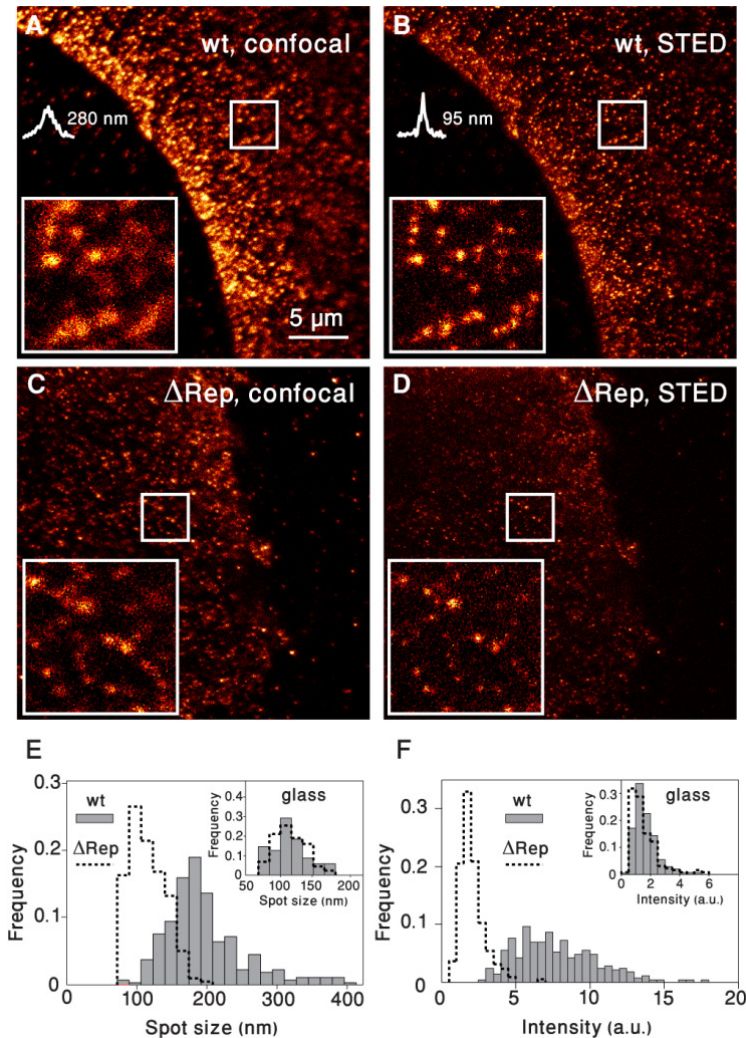 A
wt, confocal
280 nm
5 µm
B
wt, STED
95 nm
C
ΔRep, confocal
D
ΔRep, STED
E
0.3
0.2
0.1
0
Frequency
wt
ΔRep
0
100
200
300
400
Spot size (nm)
glass
Frequency
0.4
0.3
0.2
0.1
0
50
100
150
200
Spot size (nm)
F
0.3
0.2
0.1
0
Frequency
wt
ΔRep
0
5
10
15
20
Intensity (a.u.)
glass
Frequency
0.4
0.3
0.2
0.1
0
0
2
4
6
Intensity (a.u.)